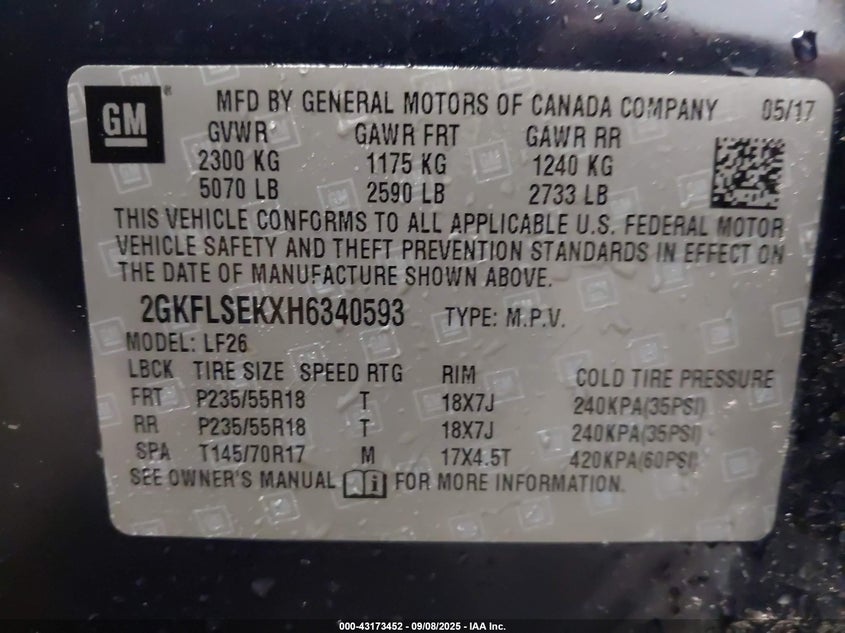 GM ® MFD BY GENERAL MOTORS OF CANADA COMPANY 05/17
GVWR GAWR FRT GAWR RR
2300 KG 1175 KG 1240 KG
5070 LB 2590 LB 2733 LB
THIS VEHICLE CONFORMS TO ALL APPLICABLE U.S. FEDERAL MOTOR
VEHICLE SAFETY AND THEFT PREVENTION STANDARDS IN EFFECT ON
THE DATE OF MANUFACTURE SHOWN ABOVE.
2GKFLSEKXH6340593 TYPE: M.P.V.
MODEL: LF26
LBCK TIRE SIZE SPEED RTG RIM COLD TIRE PRESSURE
FRT P235/55R18 T 18X7J 240KPA(35PSI)
RR P235/55R18 T 18X7J 240KPA(35PSI)
SPA T145/70R17 M 17X4.5T 420KPA(60PSI)
SEE OWNER'S MANUAL i FOR MORE INFORMATION.
000-43173452 - 09/08/2025 - IAA Inc.